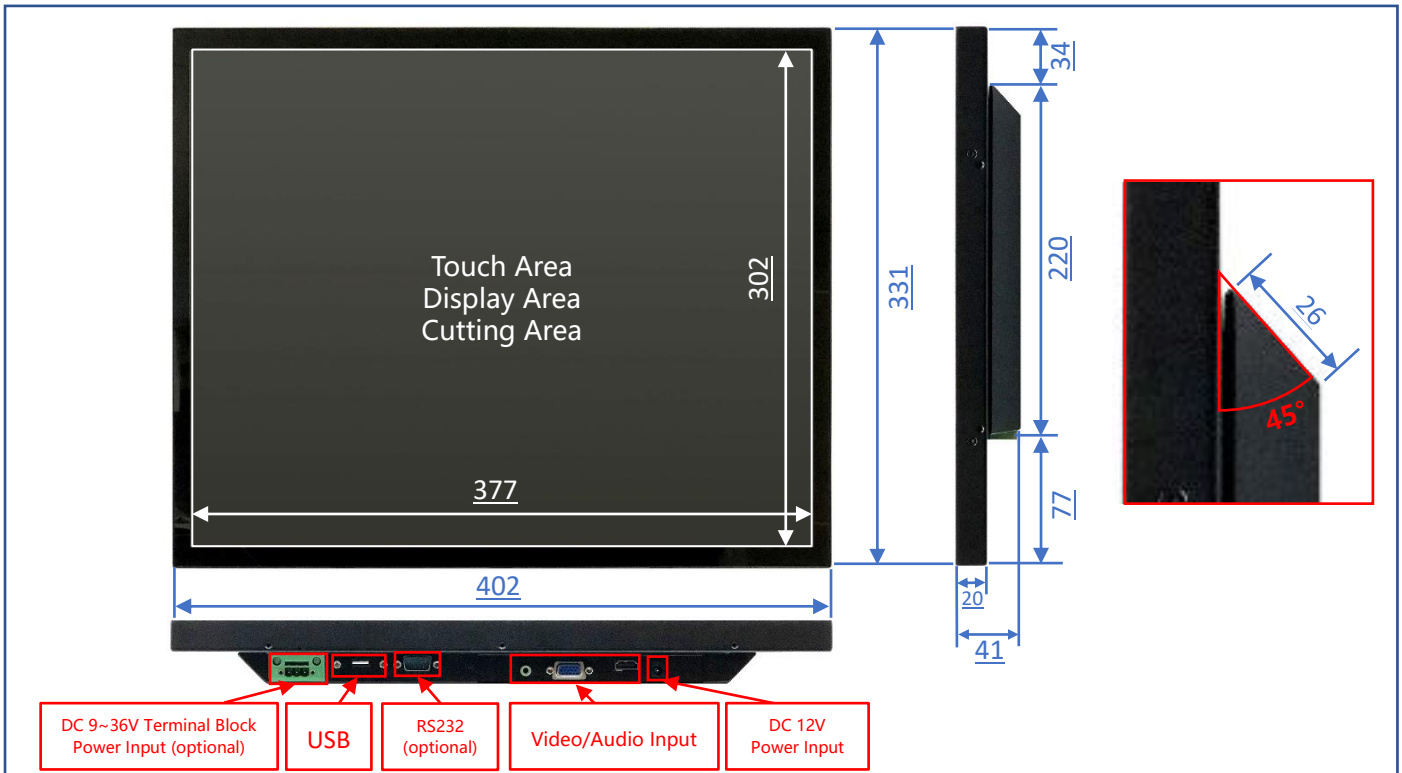 34
Touch Area
Display Area
Cutting Area
302
331
220
26
45°
377
77
402
20
41
DC 9~36V Terminal Block
Power Input (optional)
USB
RS232
(optional)
Video/Audio Input
DC 12V
Power Input